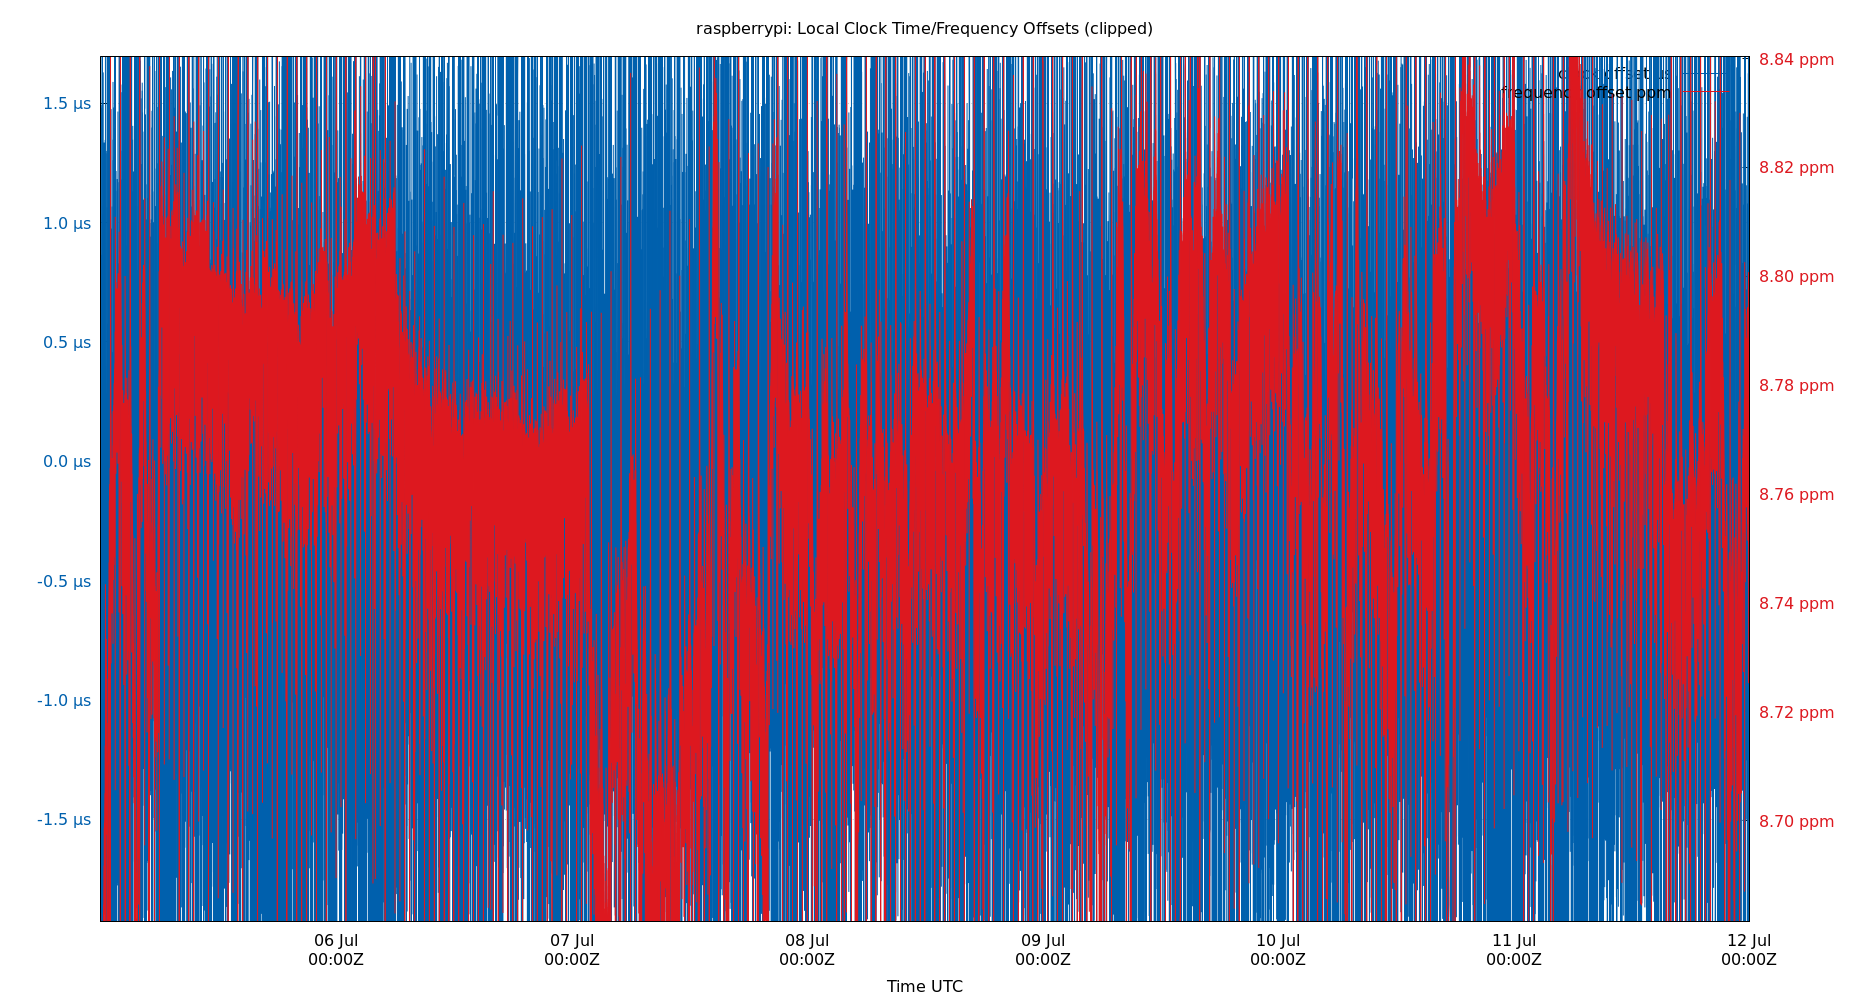 raspberrypi: Local Clock Time/Frequency Offsets (clipped)
8.84 ppm
clock offset µs
frequency offset ppm
1.5 µs
8.82 ppm
1.0 µs
8.80 ppm
0.5 µs
8.78 ppm
0.0 µs
8.76 ppm
-0.5 µs
8.74 ppm
-1.0 µs
8.72 ppm
-1.5 µs
8.70 ppm
06 Jul 07 Jul 08 Jul 09 Jul 10 Jul 11 Jul 12 Jul
00:00Z 00:00Z 00:00Z 00:00Z 00:00Z 00:00Z 00:00Z
Time UTC